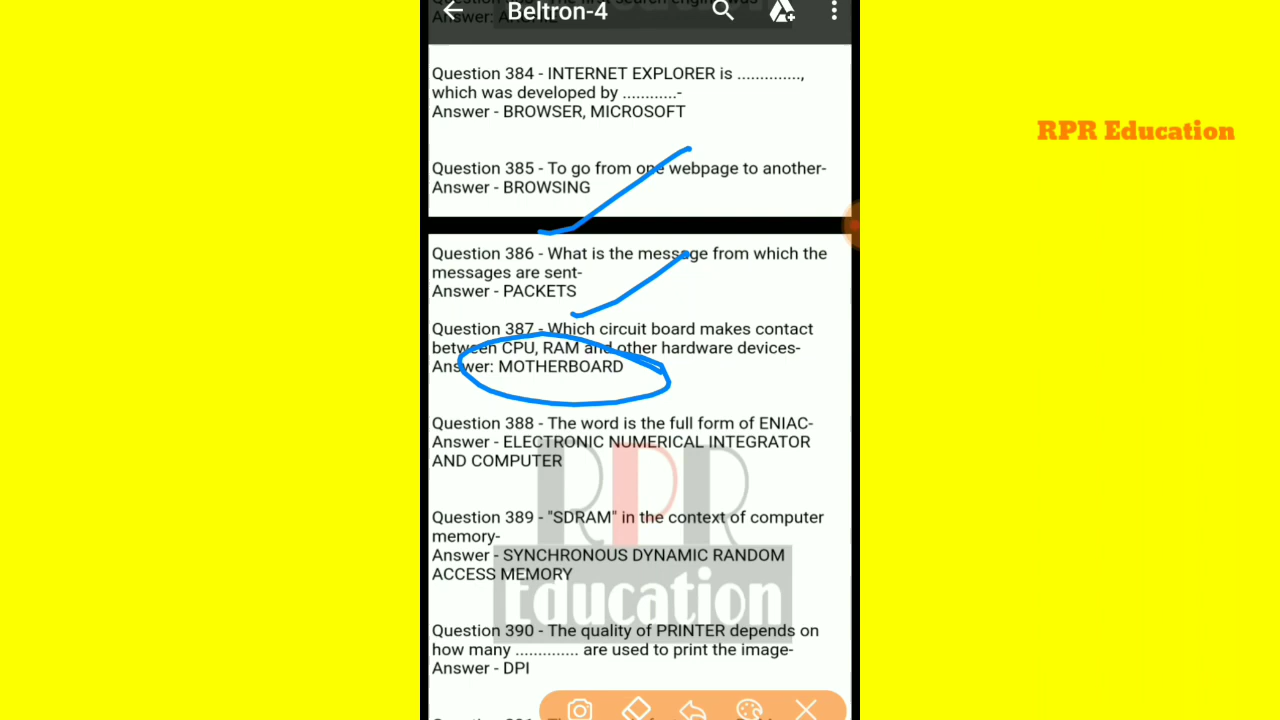 Beltron-4
RPR Education
Question 384 - INTERNET EXPLORER is ..............,
which was developed by ............-
Answer - BROWSER, MICROSOFT
Question 385 - To go from one webpage to another-
Answer - BROWSING
Question 386 - What is the message from which the
messages are sent-
Answer - PACKETS
Question 387 - Which circuit board makes contact
between CPU, RAM and other hardware devices-
Answer: MOTHERBOARD
Question 388 - The word is the full form of ENIAC-
Answer - ELECTRONIC NUMERICAL INTEGRATOR
AND COMPUTER
Question 389 - "SDRAM" in the context of computer
memory-
Answer - SYNCHRONOUS DYNAMIC RANDOM
ACCESS MEMORY
RPR
Education
Question 390 - The quality of PRINTER depends on
how many .............. are used to print the image-
Answer - DPI